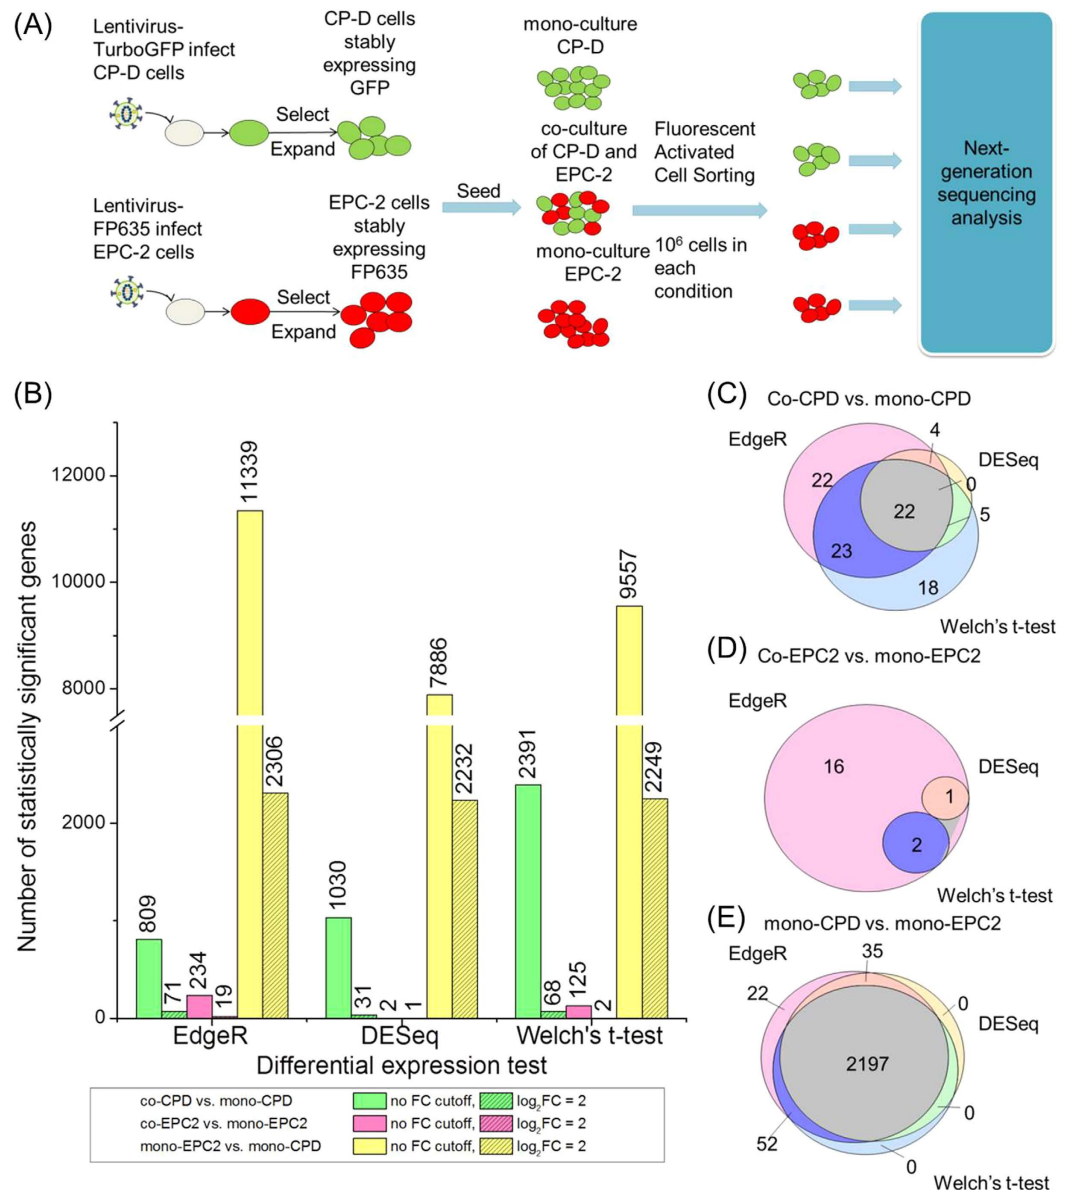 (A)
Lentivirus-
TurboGFP infect
CP-D cells
CP-D cells
stably
expressing
GFP
Select
Expand
Lentivirus-
FP635 infect
EPC-2 cells
EPC-2 cells
stably
expressing
FP635
Select
Expand
Seed
mono-culture
CP-D
co-culture
of CP-D and
EPC-2
mono-culture
EPC-2
Fluorescent
Activated
Cell Sorting
10⁶ cells in
each
condition
Next-
generation
sequencing
analysis
(B)
Number of statistically significant genes
12000
10000
8000
2000
0
809
71
234
19
11339
2306
1030
31
2
1
7886
2232
2391
68
125
2
9557
2249
EdgeR
DESeq
Welch's t-test
Differential expression test
co-CPD vs. mono-CPD no FC cutoff, log₂FC = 2
co-EPC2 vs. mono-EPC2 no FC cutoff, log₂FC = 2
mono-EPC2 vs. mono-CPD no FC cutoff, log₂FC = 2
(C)
Co-CPD vs. mono-CPD
EdgeR
4
DESeq
22
0
22
5
23
18
Welch's t-test
(D)
Co-EPC2 vs. mono-EPC2
EdgeR
16
DESeq
1
2
Welch's t-test
(E)
mono-CPD vs. mono-EPC2
EdgeR
35
22
0
DESeq
2197
0
52
0
Welch's t-test